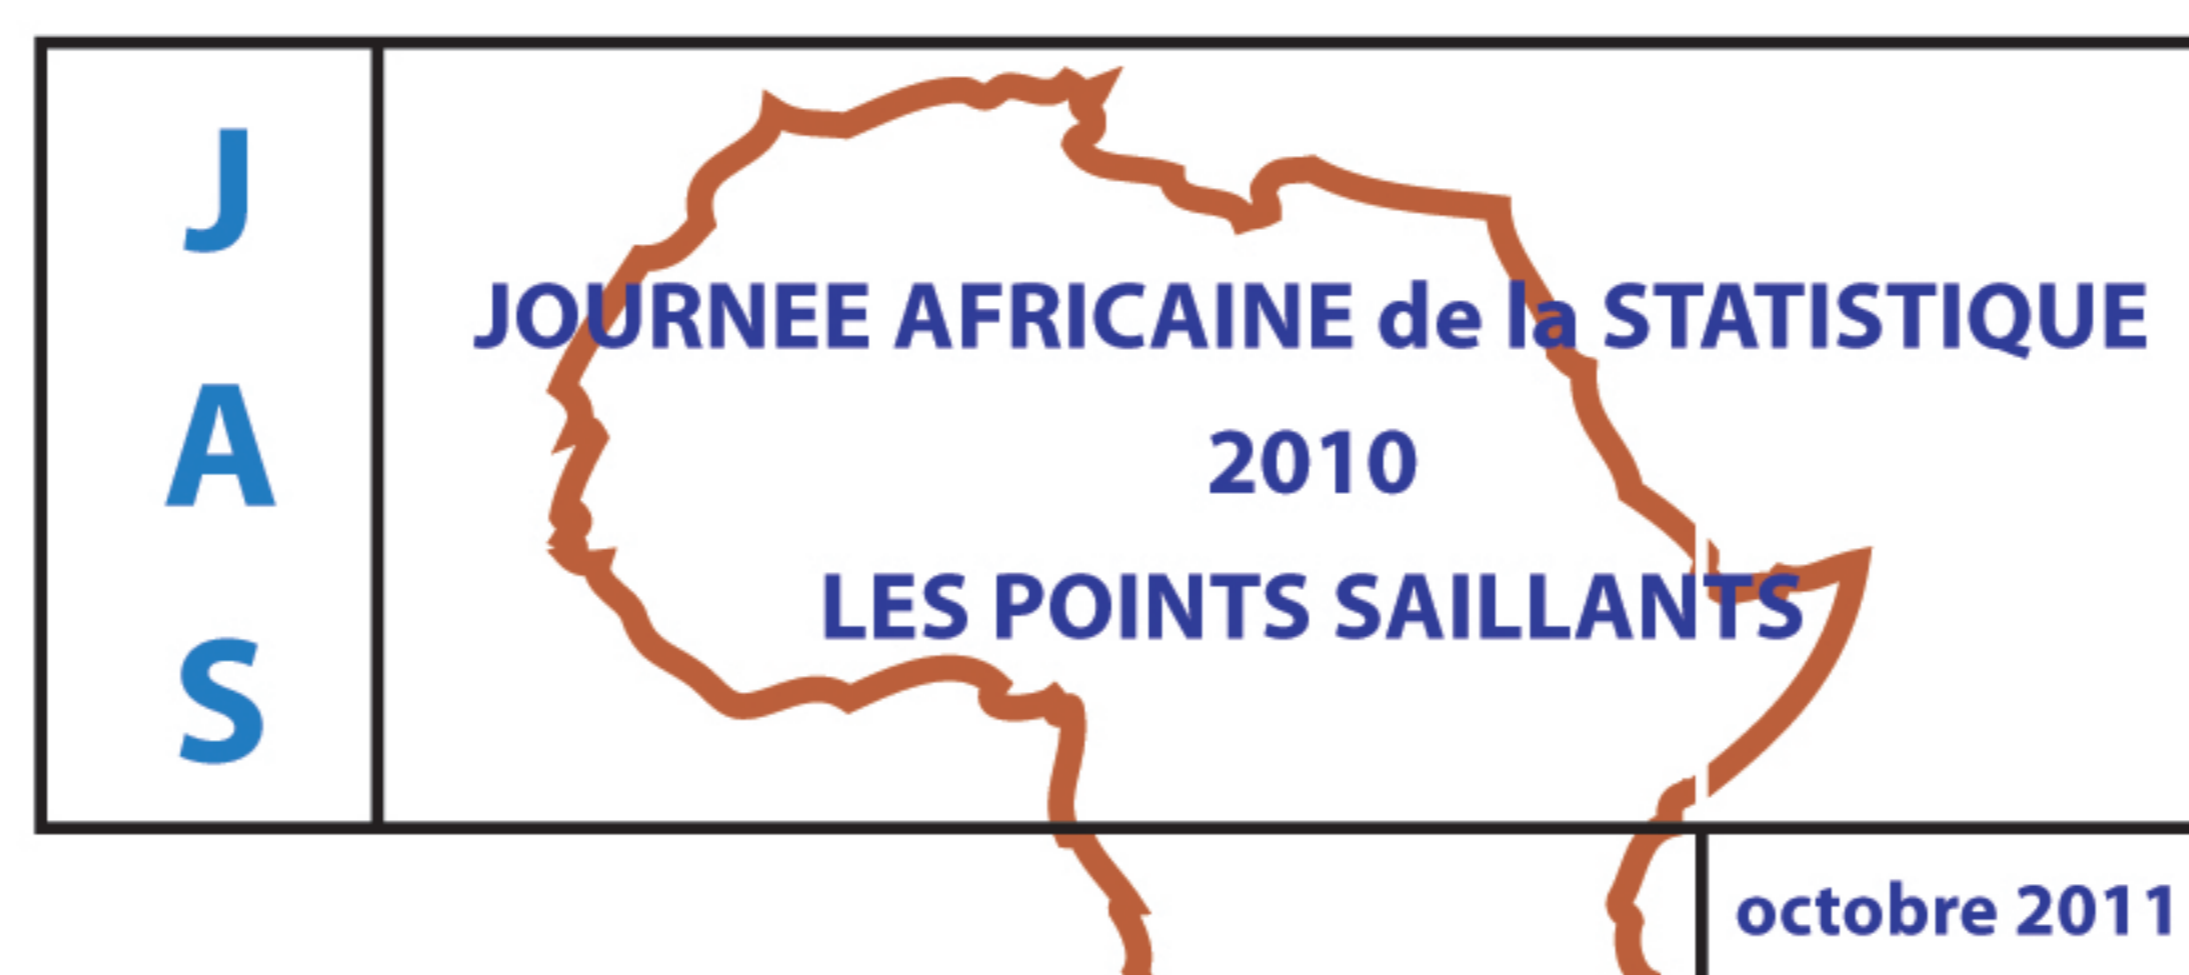 J
A
S
JOURNEE AFRICAINE de la STATISTIQUE
2010
LES POINTS SAILLANTS
octobre 2011